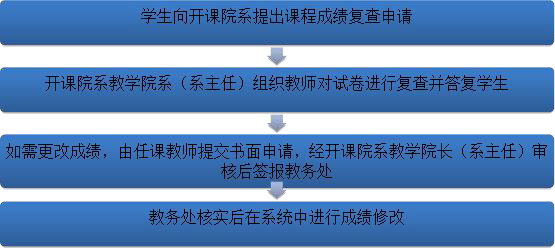 学生向开课院系提出课程成绩复查申请
开课院系教学院系（系主任）组织教师对试卷进行复查并答复学生
如需更改成绩，由任课教师提交书面申请，经开课院系教学院长（系主任）审
核后签报教务处
教务处核实后在系统中进行成绩修改